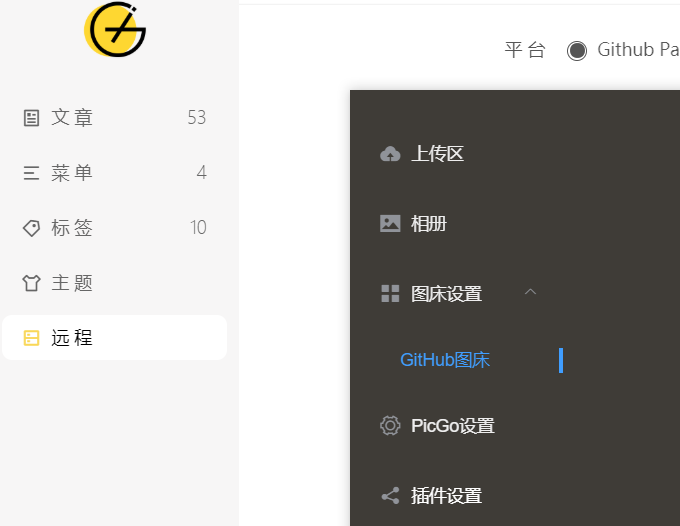 平台 Github Pa
文章 53
菜单 4
标签 10
主题
远程
上传区
相册
图床设置
GitHub图床
PicGo设置
插件设置